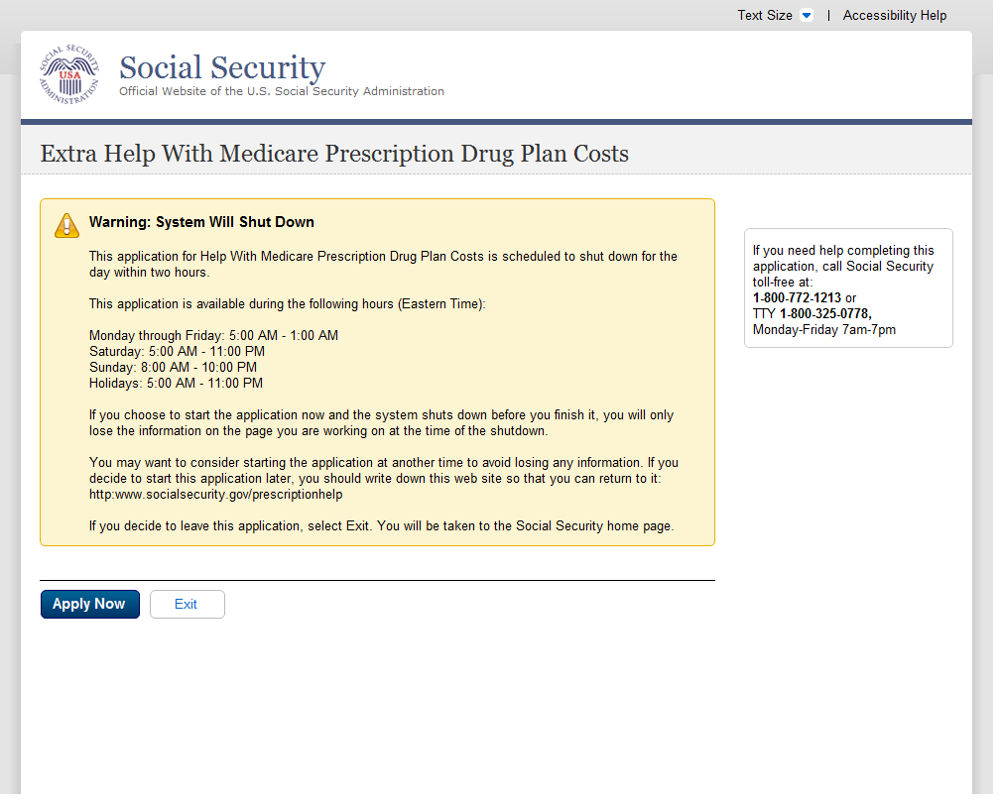 Text Size | Accessibility Help
SOCIAL SECURITY ADMINISTRATION
USA
Social Security
Official Website of the U.S. Social Security Administration
Extra Help With Medicare Prescription Drug Plan Costs
Warning: System Will Shut Down
This application for Help With Medicare Prescription Drug Plan Costs is scheduled to shut down for the
day within two hours.
This application is available during the following hours (Eastern Time):
Monday through Friday: 5:00 AM - 1:00 AM
Saturday: 5:00 AM - 11:00 PM
Sunday: 8:00 AM - 10:00 PM
Holidays: 5:00 AM - 11:00 PM
If you choose to start the application now and the system shuts down before you finish it, you will only
lose the information on the page you are working on at the time of the shutdown.
You may want to consider starting the application at another time to avoid losing any information. If you
decide to start this application later, you should write down this web site so that you can return to it:
http:www.socialsecurity.gov/prescriptionhelp
If you decide to leave this application, select Exit. You will be taken to the Social Security home page.
If you need help completing this
application, call Social Security
toll-free at:
1-800-772-1213 or
TTY 1-800-325-0778,
Monday-Friday 7am-7pm
Apply Now
Exit